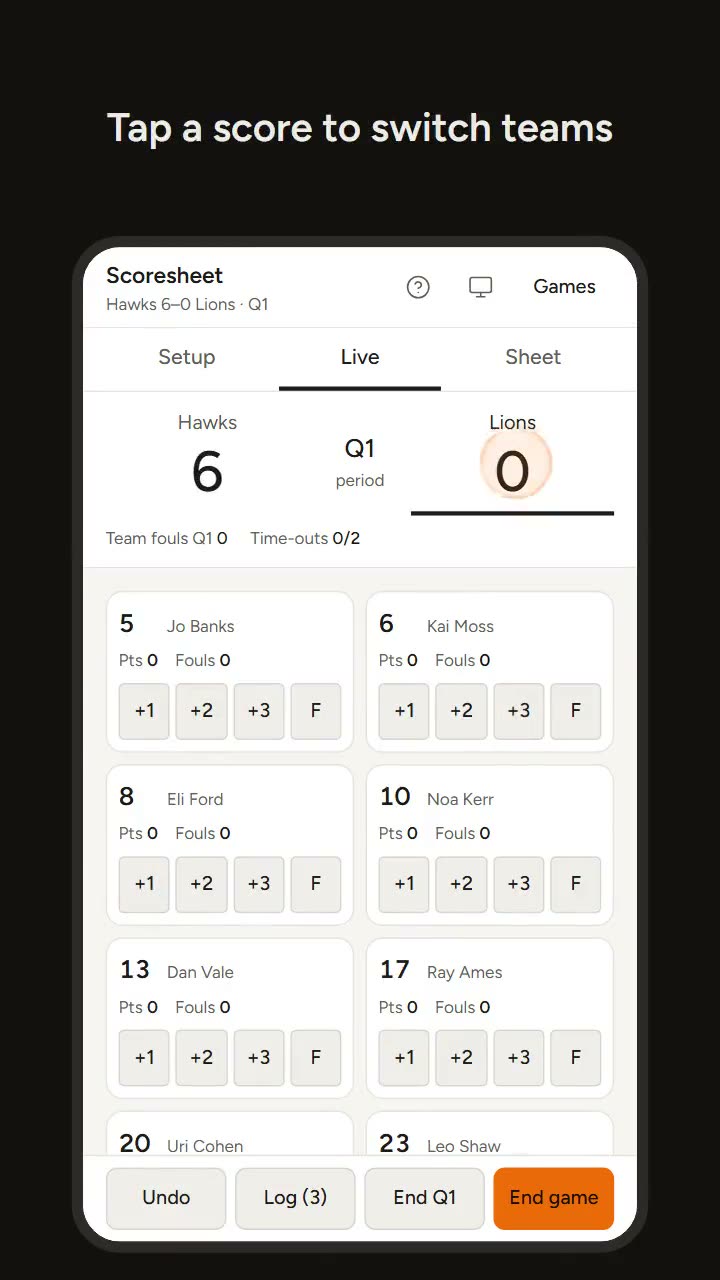 Tap a score to switch teams
Scoresheet
Hawks 6–0 Lions · Q1
Games
Setup Live Sheet
Hawks Q1 Lions
6 period 0
Team fouls Q1 0 Time-outs 0/2
5 Jo Banks
Pts 0 Fouls 0
+1 +2 +3 F
6 Kai Moss
Pts 0 Fouls 0
+1 +2 +3 F
8 Eli Ford
Pts 0 Fouls 0
+1 +2 +3 F
10 Noa Kerr
Pts 0 Fouls 0
+1 +2 +3 F
13 Dan Vale
Pts 0 Fouls 0
+1 +2 +3 F
17 Ray Ames
Pts 0 Fouls 0
+1 +2 +3 F
20 Uri Cohen
23 Leo Shaw
Undo Log (3) End Q1 End game